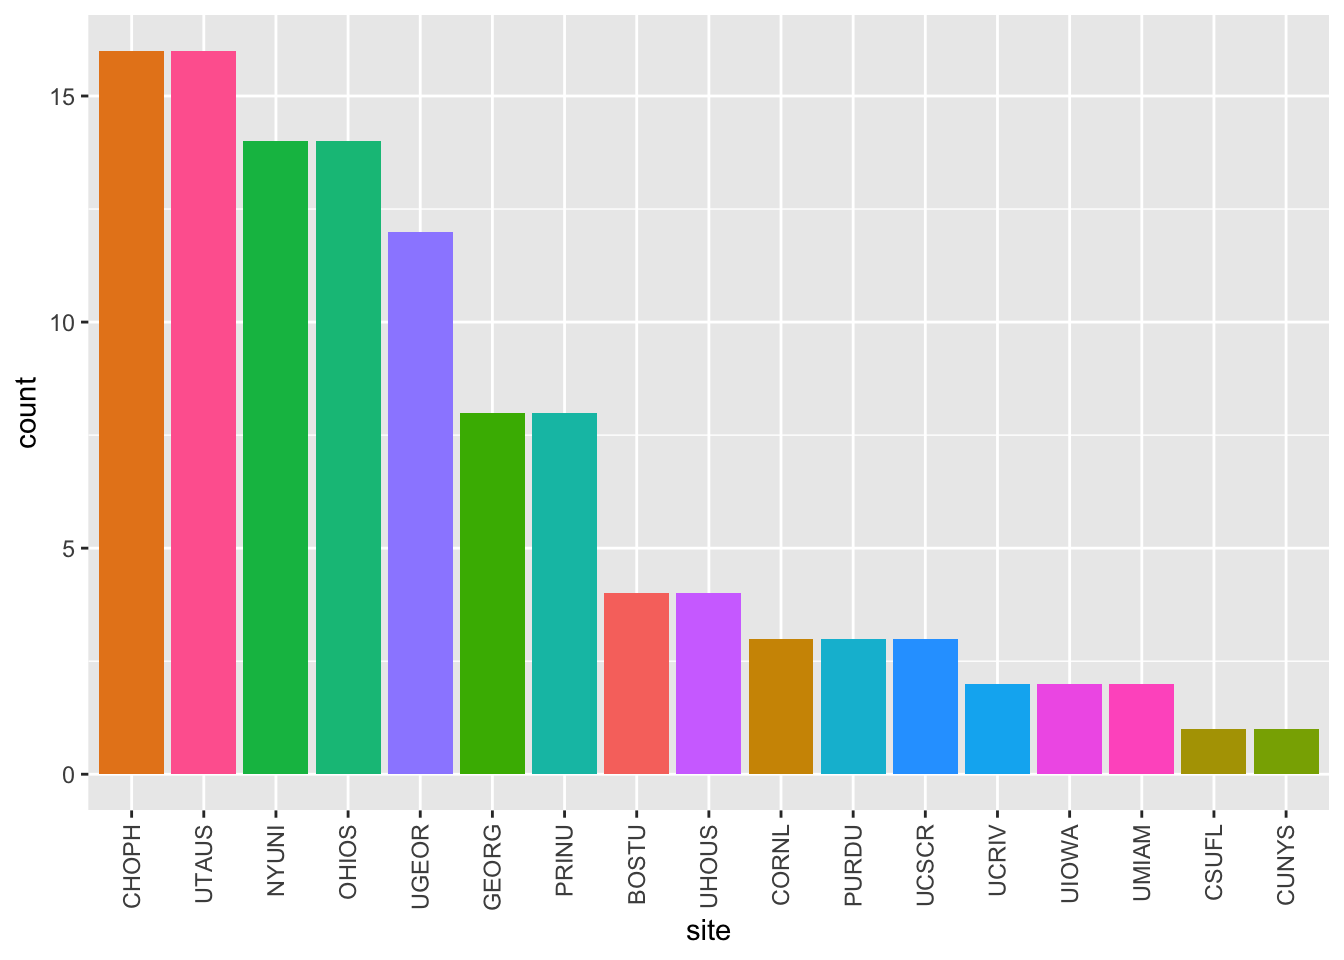 count
15
10
5
0
CHOPH
UTAUS
NYUNI
OHIOS
UGEOR
GEORG
PRINU
BOSTU
UHOUS
CORNL
PURDU
UCSCR
UCRIV
UIOWA
UMIAM
CSUFL
CUNYS
site